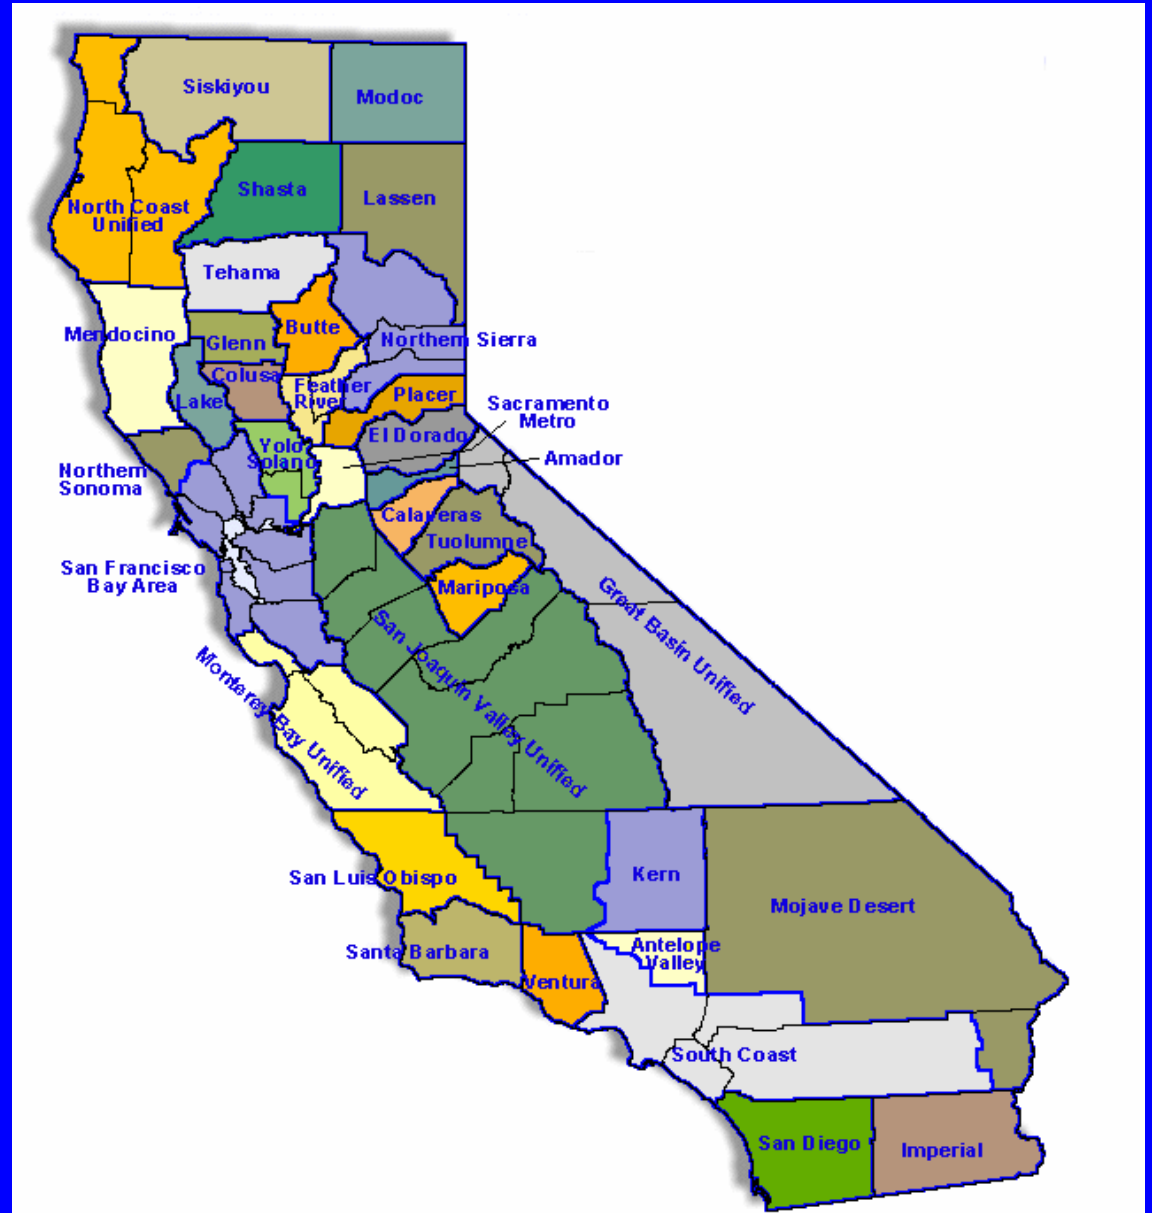 Siskiyou
Modoc
Shasta
Lassen
North Coast
Unified
Tehama
Mendocino
Glenn
Butte
Northern Sierra
Colusa
Lake
Feather
River
Placer
Sacramento
Metro
El Dorado
Yolo
Solano
Amador
Northern
Sonoma
Calaveras
Tuolumne
San Francisco
Bay Area
Mariposa
Great Basin Unified
San Joaquin Valley Unified
Monterey Bay Unified
San Luis Obispo
Kern
Mojave Desert
Santa Barbara
Antelope
Valley
Ventura
South Coast
San Diego
Imperial